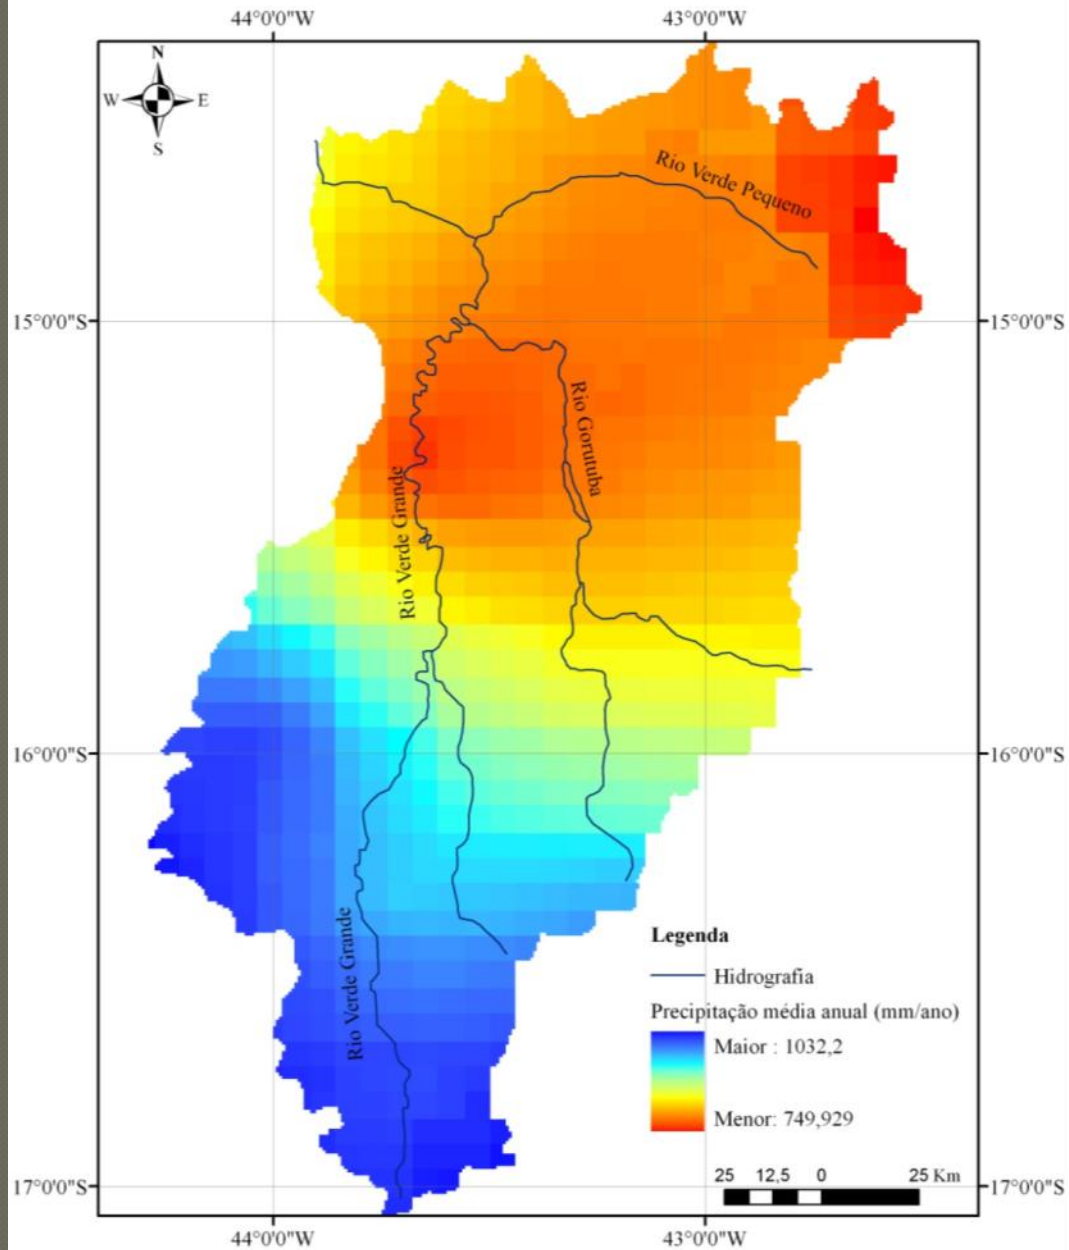 44°0'0"W 43°0'0"W
N
W E
S
Rio Verde Pequeno
15°0'0"S 15°0'0"S
Rio Gorutuba
Rio Verde Grande
16°0'0"S 16°0'0"S
Rio Verde Grande
Legenda
Hidrografia
Precipitação média anual (mm/ano)
Maior : 1032,2
Menor: 749,929
25 12,5 0 25 Km
17°0'0"S 17°0'0"S
44°0'0"W 43°0'0"W